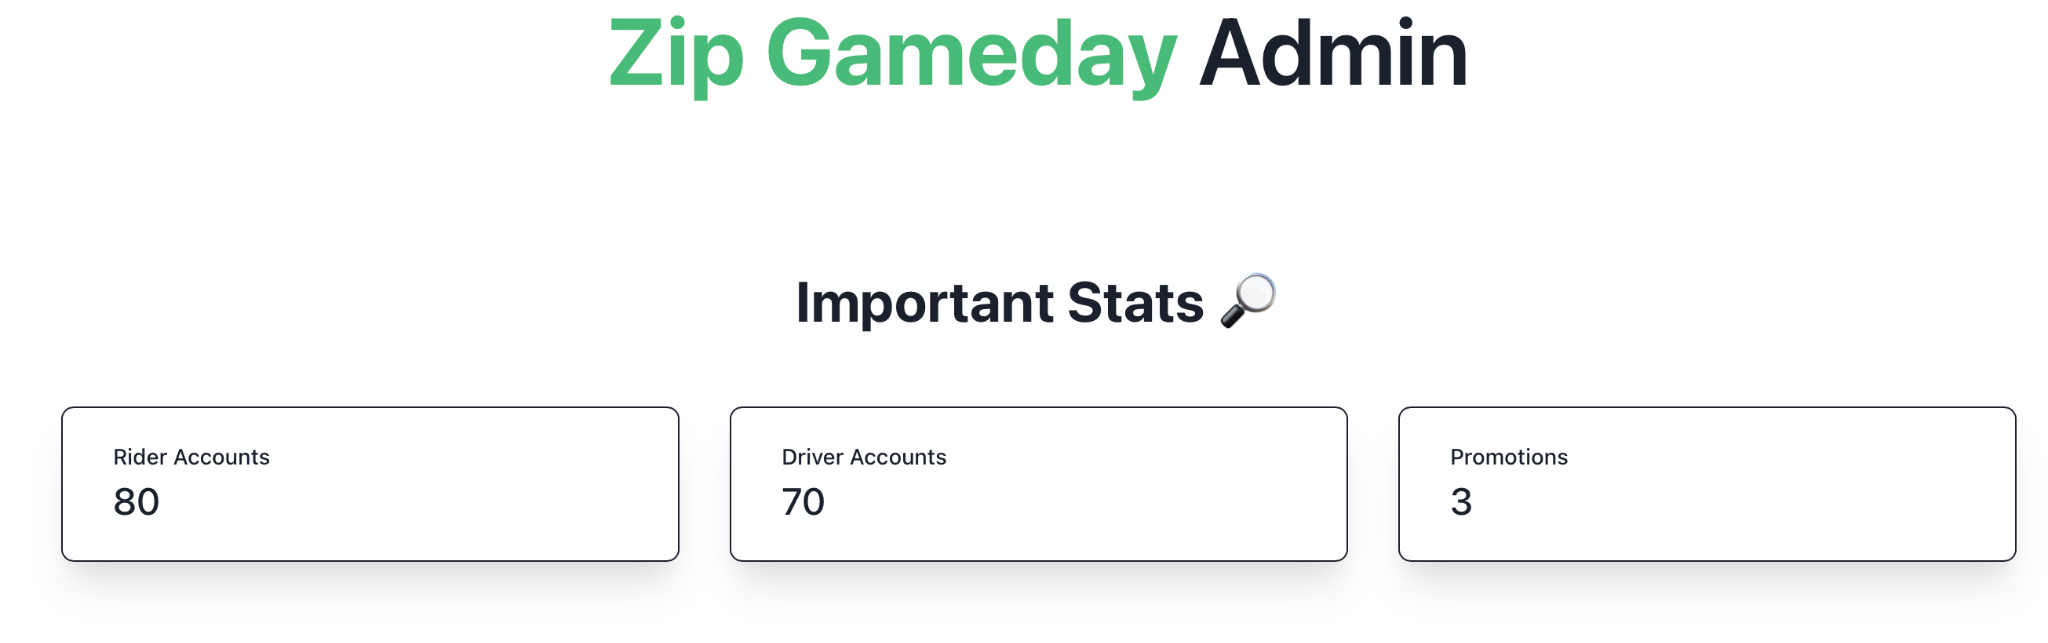 Zip Gameday Admin
Important Stats
Rider Accounts
80
Driver Accounts
70
Promotions
3